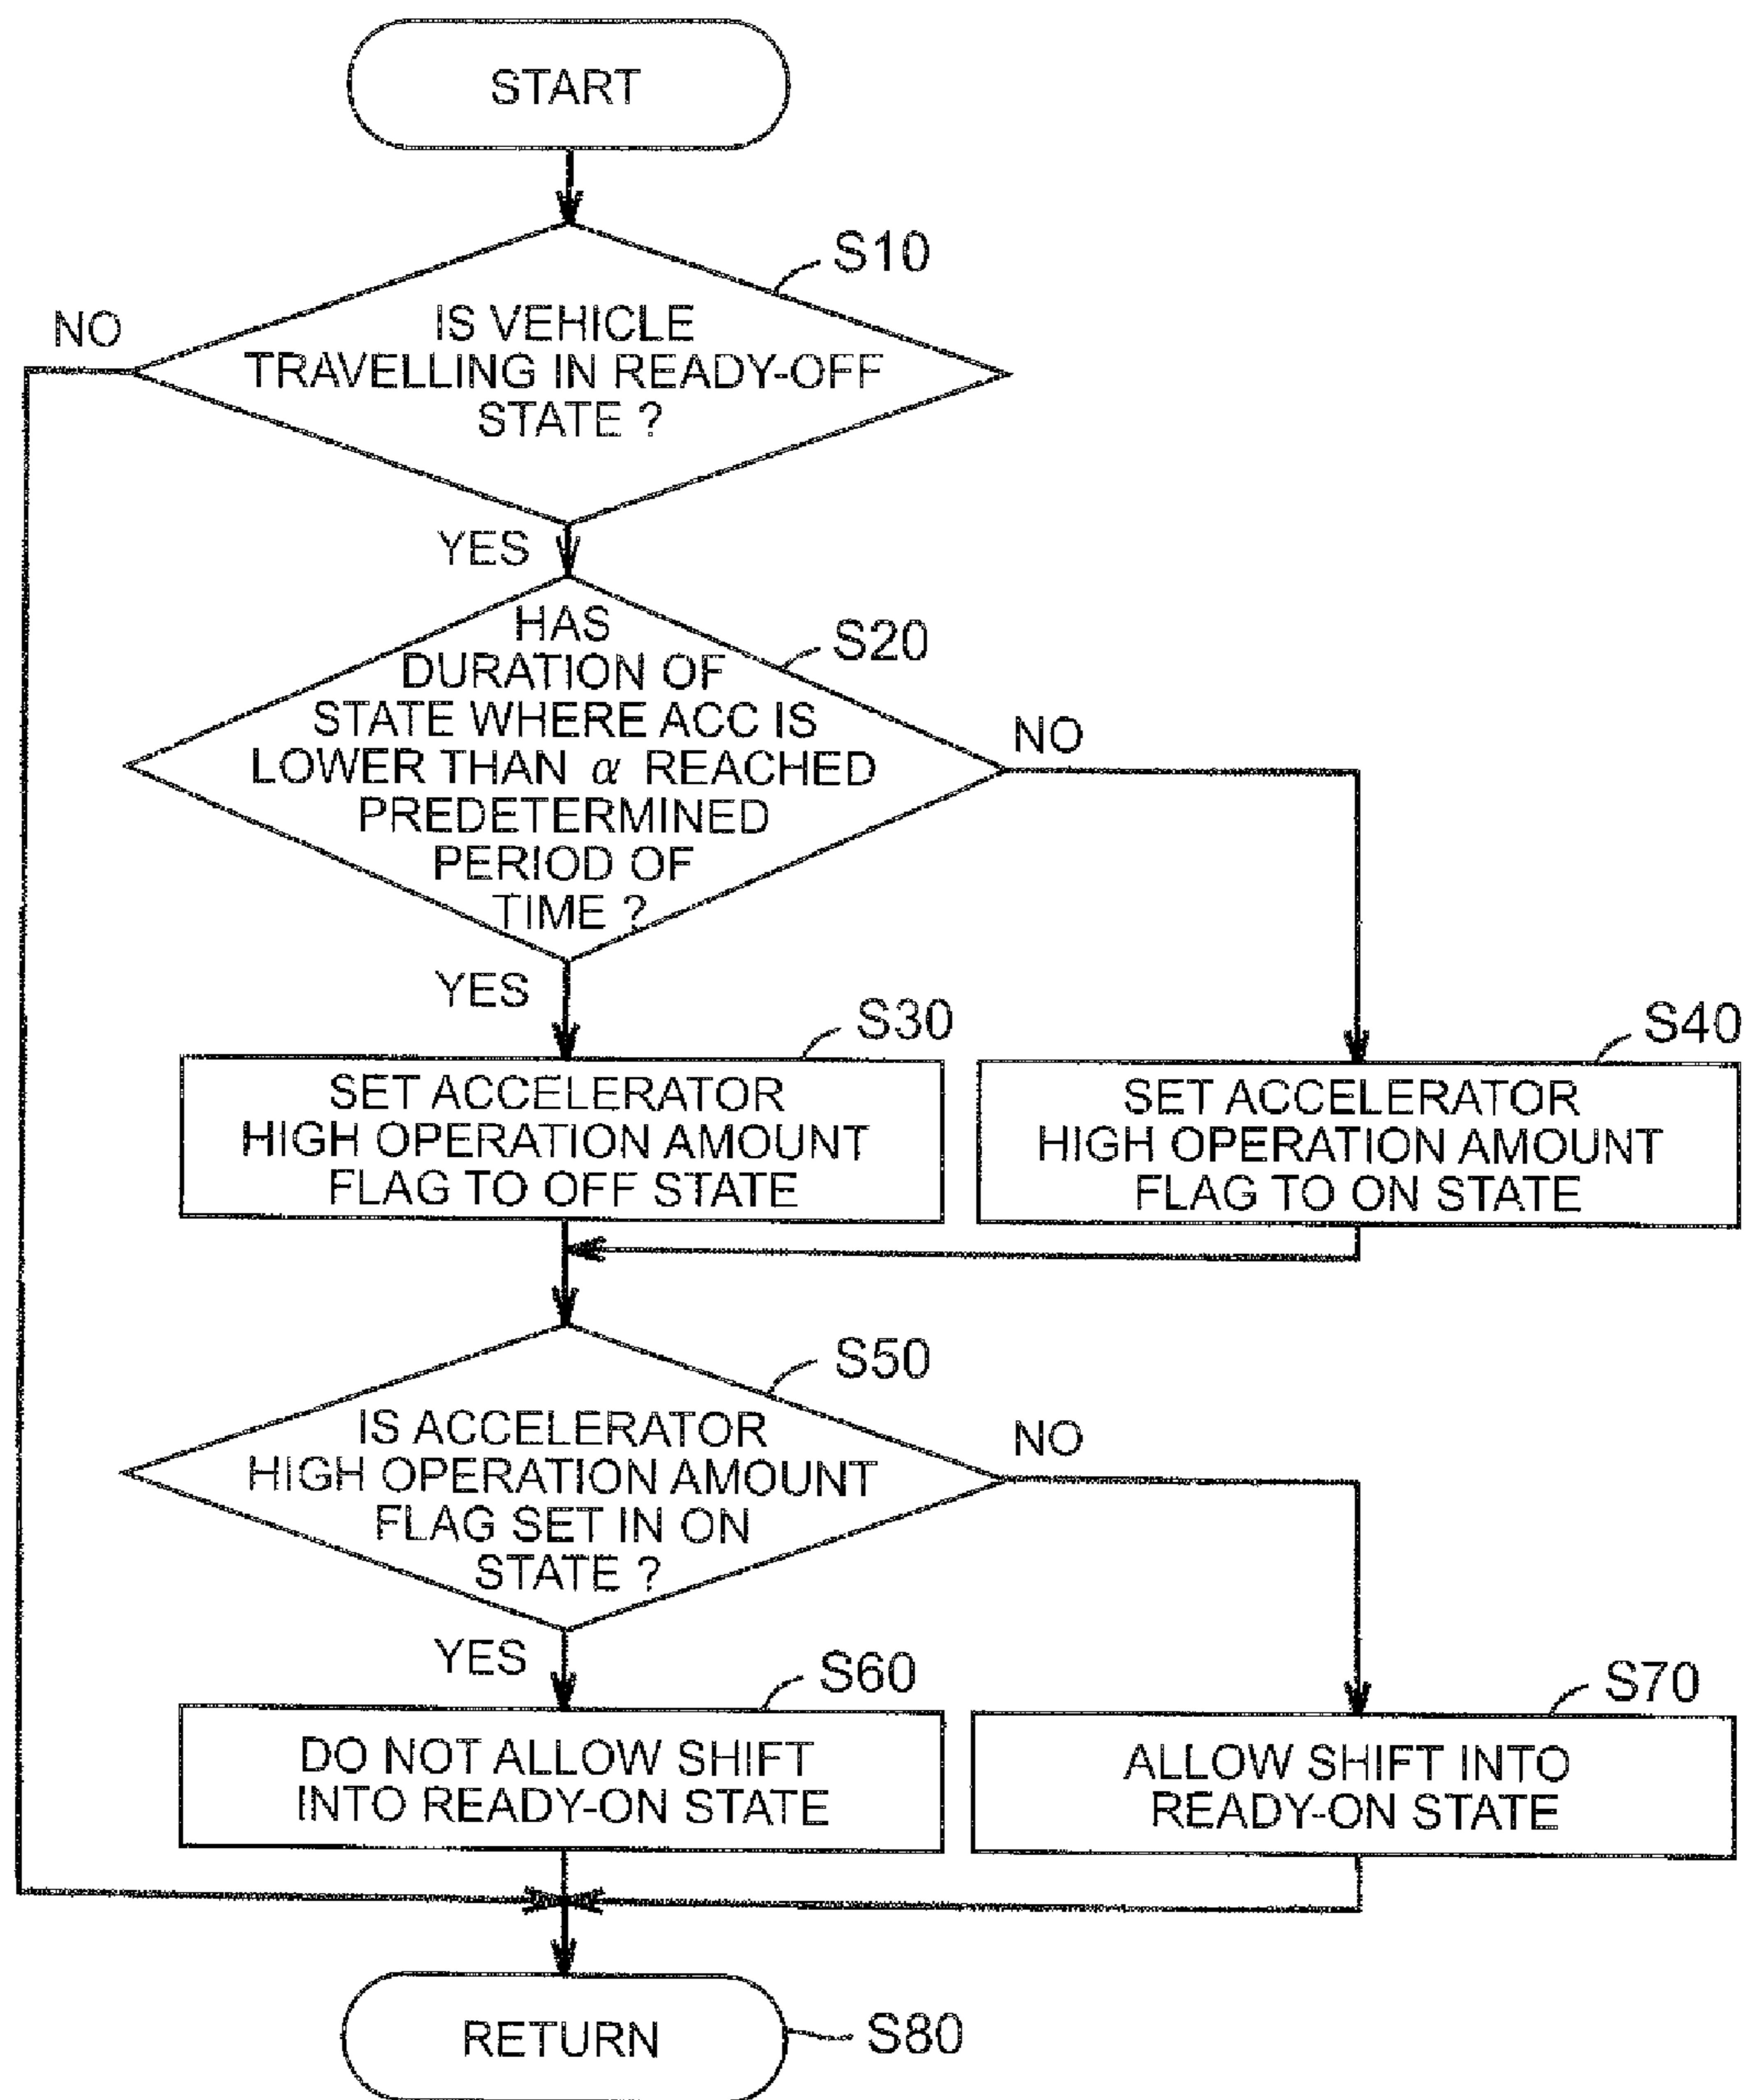 START
S10
NO
IS VEHICLE
TRAVELLING IN READY-OFF
STATE ?
YES
S20
HAS
DURATION OF
STATE WHERE ACC IS
LOWER THAN α REACHED
PREDETERMINED
PERIOD OF
TIME ?
NO
YES
S30
SET ACCELERATOR
HIGH OPERATION AMOUNT
FLAG TO OFF STATE
S40
SET ACCELERATOR
HIGH OPERATION AMOUNT
FLAG TO ON STATE
S50
IS ACCELERATOR
HIGH OPERATION AMOUNT
FLAG SET IN ON
STATE ?
NO
YES
S60
DO NOT ALLOW SHIFT
INTO READY-ON STATE
S70
ALLOW SHIFT INTO
READY-ON STATE
RETURN
S80